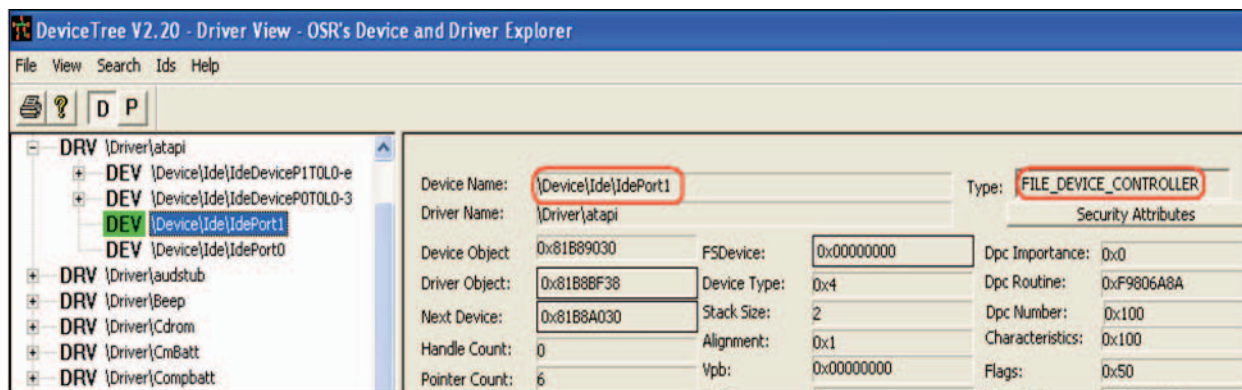 DeviceTree V2.20 - Driver View - OSR's Device and Driver Explorer
File View Search Ids Help
D P
DRV \Driver\atapi
DEV \Device\Ide\IdeDeviceP1T0L0-e
DEV \Device\Ide\IdeDeviceP0T0L0-3
DEV \Device\Ide\IdePort1
DEV \Device\Ide\IdePort0
DRV \Driver\audstub
DRV \Driver\Beep
DRV \Driver\Cdrom
DRV \Driver\CmBatt
DRV \Driver\Compbatt
Device Name: \Device\Ide\IdePort1 Type: FILE_DEVICE_CONTROLLER
Driver Name: \Driver\atapi Security Attributes
Device Object 0x81B89030 FSDevice: 0x00000000 Dpc Importance: 0x0
Driver Object: 0x81B8BF38 Device Type: 0x4 Dpc Routine: 0xF9806A8A
Next Device: 0x81B8A030 Stack Size: 2 Dpc Number: 0x100
Handle Count: 0 Alignment: 0x1 Characteristics: 0x100
Pointer Count: 6 Vpb: 0x00000000 Flags: 0x50